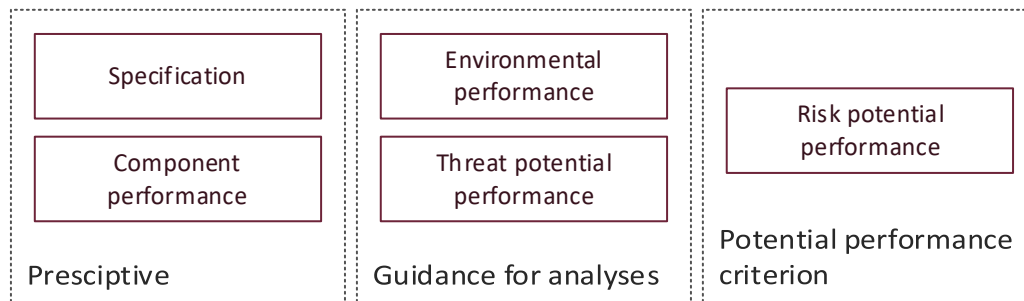 Specification
Component
performance
Presciptive
Environmental
performance
Threat potential
performance
Guidance for analyses
Risk potential
performance
Potential performance
criterion